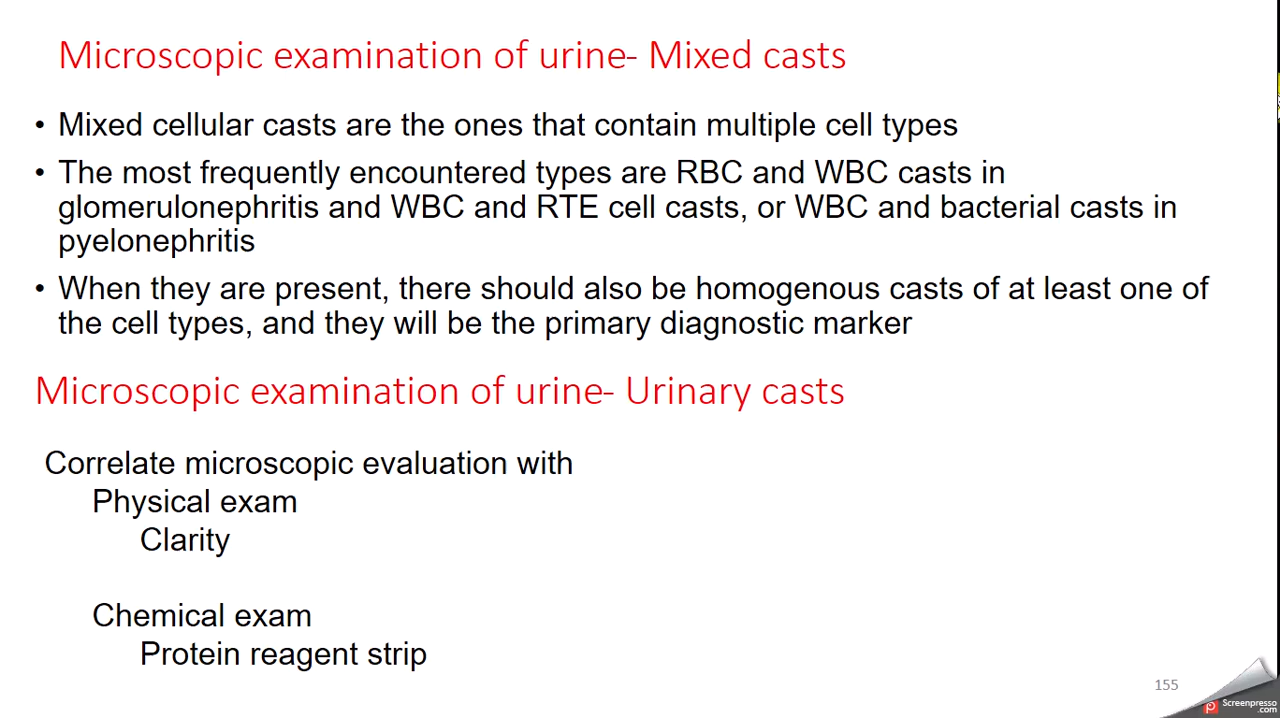 Microscopic examination of urine- Mixed casts
• Mixed cellular casts are the ones that contain multiple cell types
• The most frequently encountered types are RBC and WBC casts in
glomerulonephritis and WBC and RTE cell casts, or WBC and bacterial casts in
pyelonephritis
• When they are present, there should also be homogenous casts of at least one of
the cell types, and they will be the primary diagnostic marker
Microscopic examination of urine- Urinary casts
Correlate microscopic evaluation with
Physical exam
Clarity
Chemical exam
Protein reagent strip
155
Screenpresso
.com